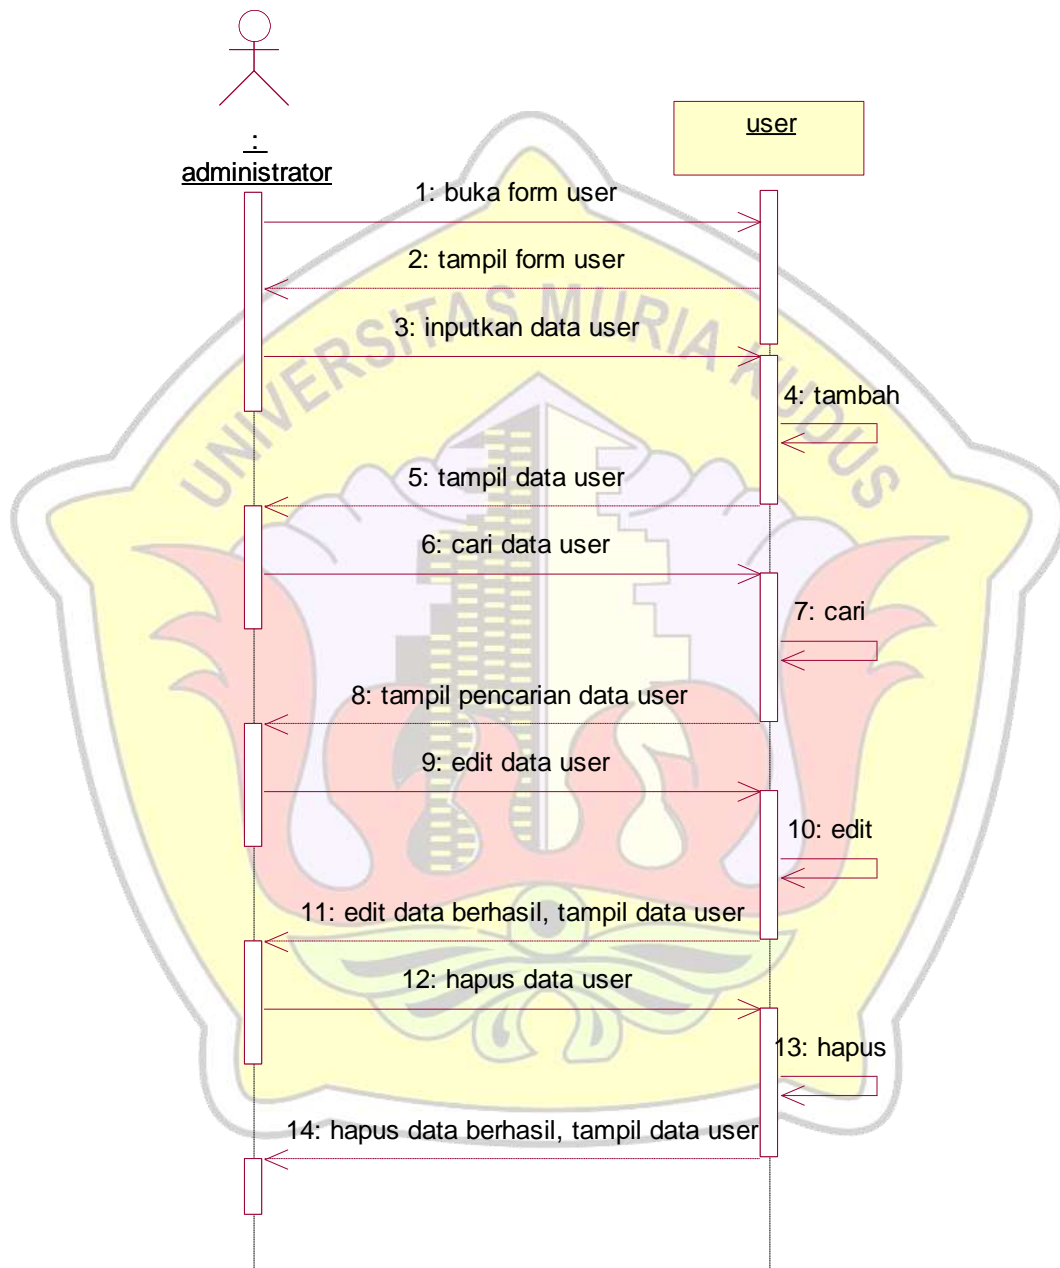 :
administrator
user
1: buka form user
2: tampil form user
UNIVERSITAS MURIA KUDUS
3: inputkan data user
4: tambah
5: tampil data user
6: cari data user
7: cari
8: tampil pencarian data user
9: edit data user
10: edit
11: edit data berhasil, tampil data user
12: hapus data user
13: hapus
14: hapus data berhasil, tampil data user